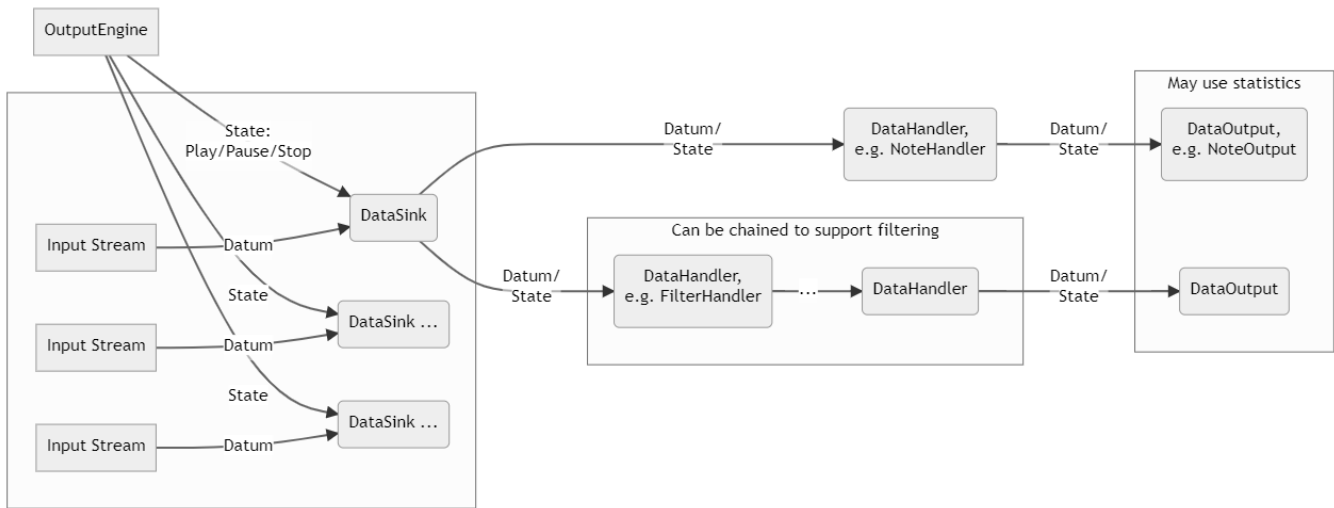 OutputEngine
State:
Play/Pause/Stop
DataSink
Input Stream
Datum
State
DataSink ...
Input Stream
Datum
State
DataSink ...
Input Stream
Datum
Datum/
State
DataHandler,
e.g. NoteHandler
Datum/
State
May use statistics
DataOutput,
e.g. NoteOutput
Can be chained to support filtering
Datum/
State
DataHandler,
e.g. FilterHandler
...
DataHandler
Datum/
State
DataOutput